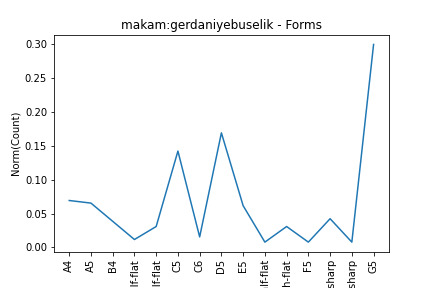 makam:gerdaniyebuselik - Forms
Norm(Count)
0.30
0.25
0.20
0.15
0.10
0.05
0.00
A4
A5
B4
lf-flat
lf-flat
C5
C6
D5
E5
alf-flat
h-flat
F5
sharp
sharp
G5